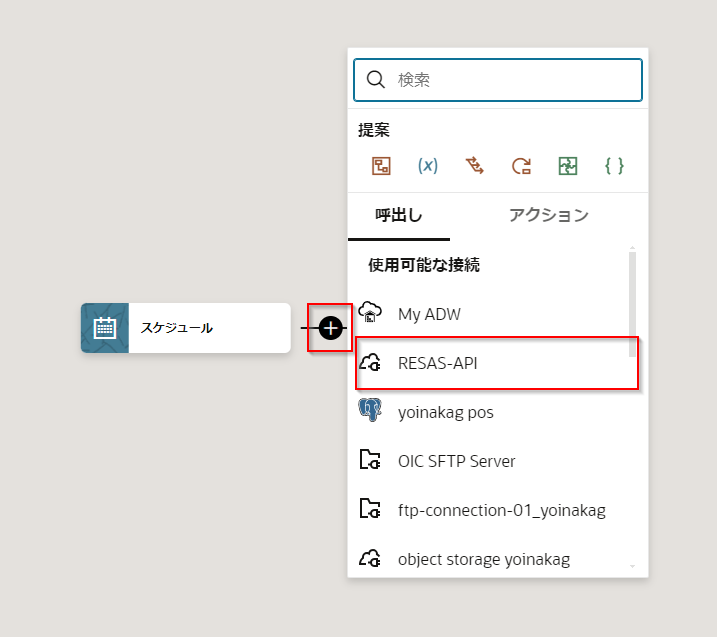 検索
提案
(x)
{ }
呼出し
アクション
使用可能な接続
スケジュール
My ADW
RESAS-API
yoinakag pos
OIC SFTP Server
ftp-connection-01_yoinakag
object storage yoinakag